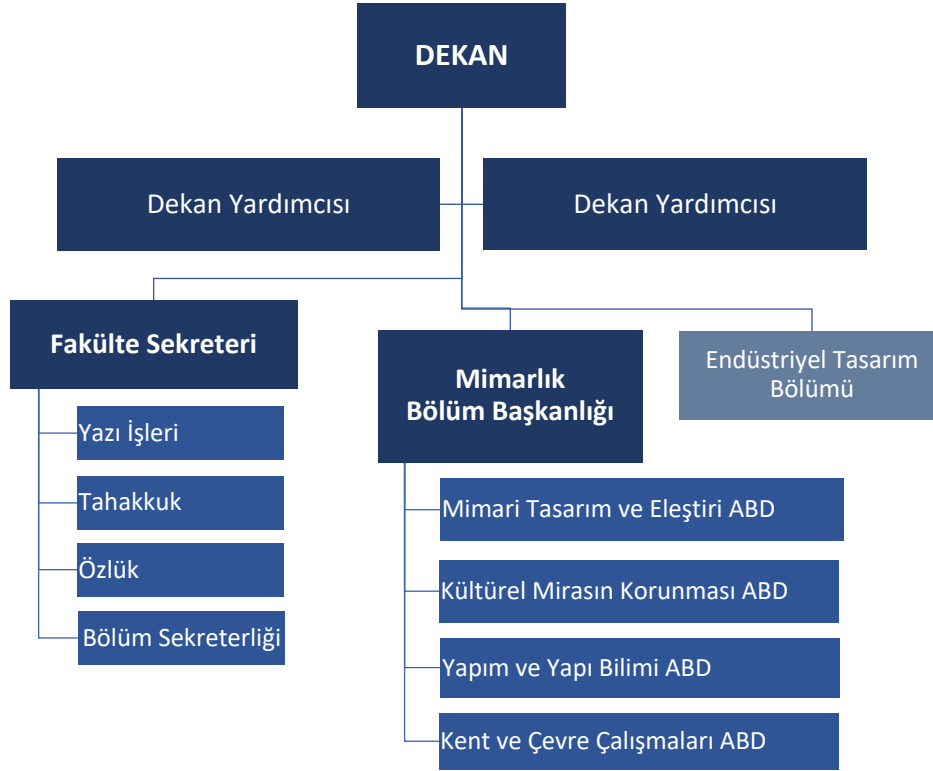 DEKAN
Dekan Yardımcısı
Dekan Yardımcısı
Fakülte Sekreteri
Yazı İşleri
Tahakkuk
Özlük
Bölüm Sekreterliği
Mimarlık
Bölüm Başkanlığı
Mimari Tasarım ve Eleştiri ABD
Kültürel Mirasın Korunması ABD
Yapım ve Yapı Bilimi ABD
Kent ve Çevre Çalışmaları ABD
Endüstriyel Tasarım
Bölümü